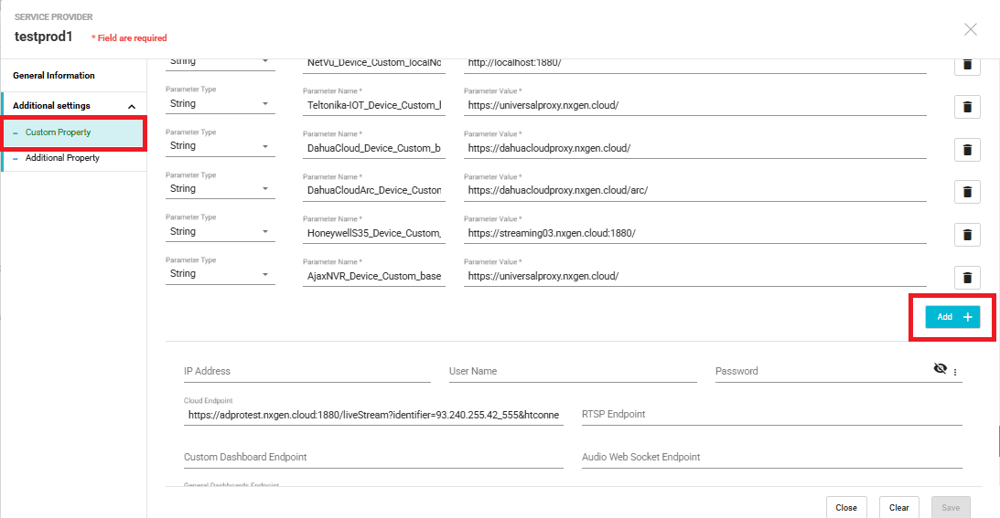 SERVICE PROVIDER
testprod1 * Field are required
General Information
Additional settings
Custom Property
Additional Property
String NetVu_Device_Custom_localNo http://localhost:1880/
Parameter Type Parameter Name * Parameter Value *
String Teltonika-IOT_Device_Custom_ https://universalproxy.nxgen.cloud/
Parameter Type Parameter Name * Parameter Value *
String DahuaCloud_Device_Custom_b https://dahuacloudproxy.nxgen.cloud/
Parameter Type Parameter Name * Parameter Value *
String DahuaCloudArc_Device_Custom https://dahuacloudproxy.nxgen.cloud/arc/
Parameter Type Parameter Name * Parameter Value *
String HoneywellS35_Device_Custom_ https://streaming03.nxgen.cloud:1880/
Parameter Type Parameter Name * Parameter Value *
String AjaxNVR_Device_Custom_base https://universalproxy.nxgen.cloud/
Add +
IP Address User Name Password
Cloud Endpoint
https://adprotest.nxgen.cloud:1880/liveStream?identifier=93.240.255.42_555&htconne RTSP Endpoint
Custom Dashboard Endpoint Audio Web Socket Endpoint
General Dashboards Endpoint
Close Clear Save